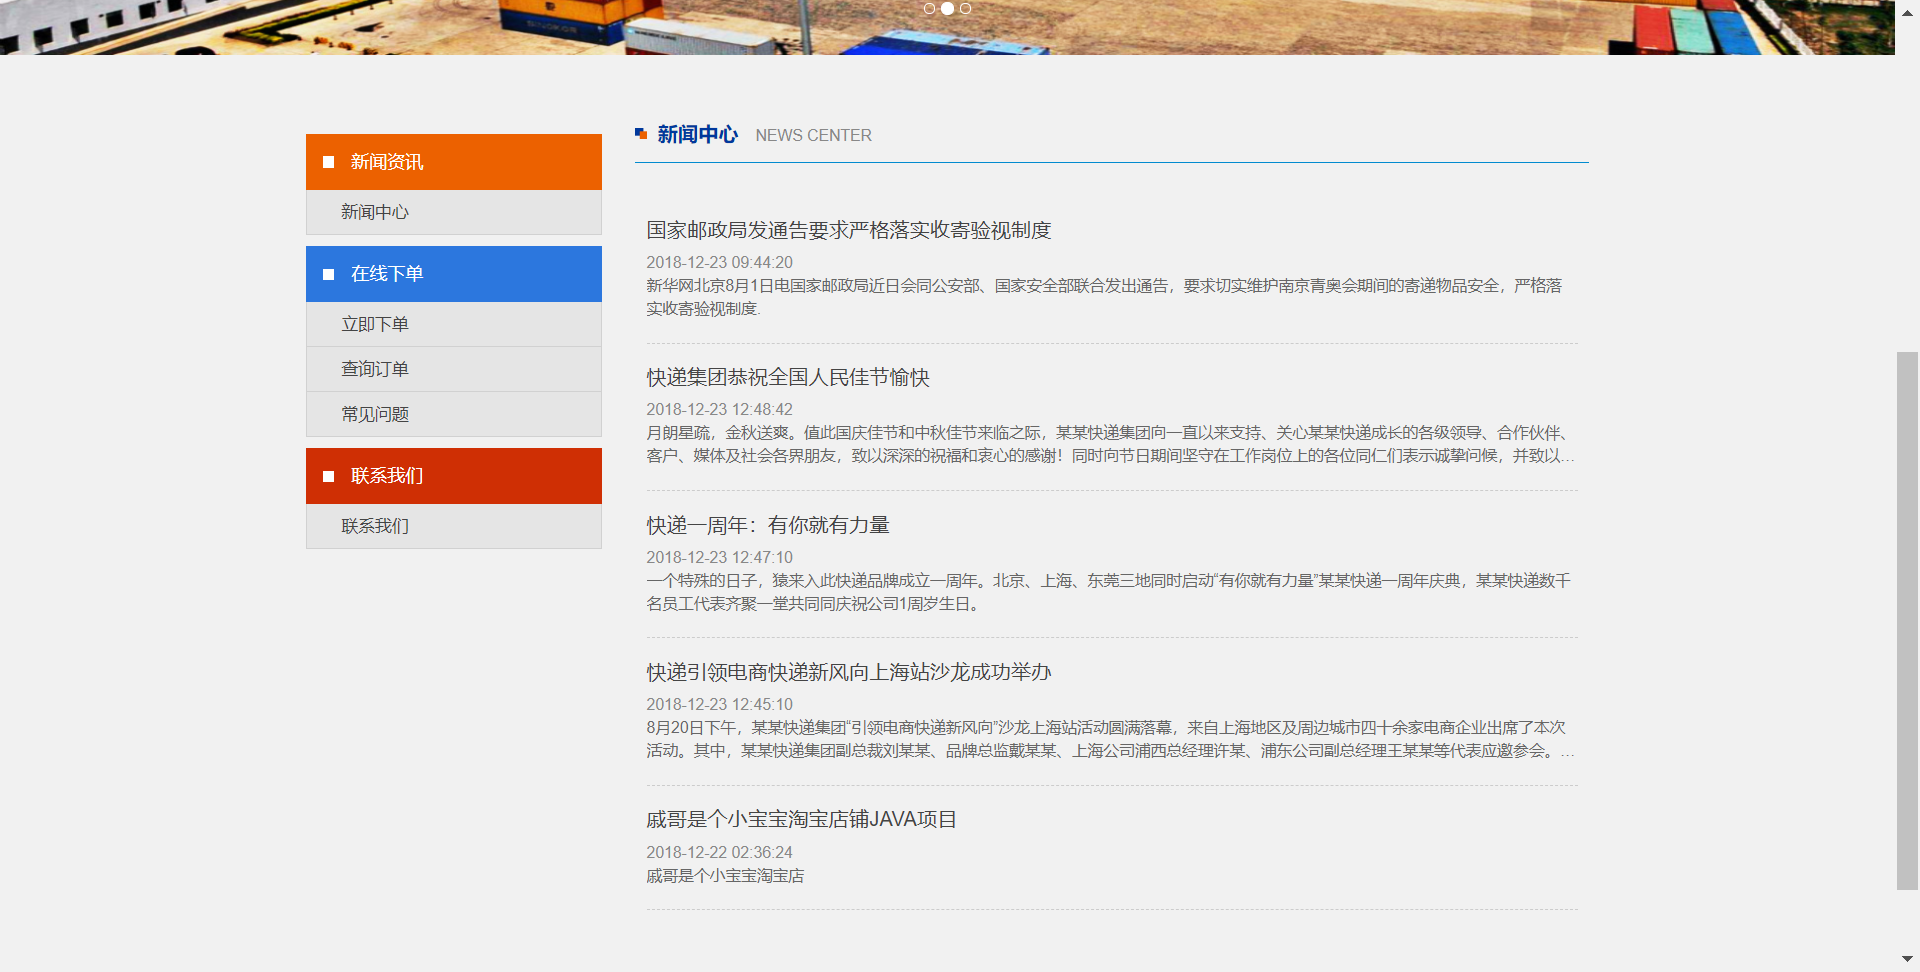 新闻资讯
新闻中心
在线下单
立即下单
查询订单
常见问题
联系我们
联系我们
新闻中心 NEWS CENTER
国家邮政局发通告要求严格落实收寄验视制度
2018-12-23 09:44:20
新华网北京8月1日电国家邮政局近日会同公安部、国家安全部联合发出通告，要求切实维护南京青奥会期间的寄递物品安全，严格落
实收寄验视制度.
快递集团恭祝全国人民佳节愉快
2018-12-23 12:48:42
月朗星疏，金秋送爽。值此国庆佳节和中秋佳节来临之际，某某快递集团向一直以来支持、关心某某快递成长的各级领导、合作伙伴、
客户、媒体及社会各界朋友，致以深深的祝福和衷心的感谢！同时向节日期间坚守在工作岗位上的各位同仁们表示诚挚问候，并致以…
快递一周年：有你就有力量
2018-12-23 12:47:10
一个特殊的日子，猿来入此快递品牌成立一周年。北京、上海、东莞三地同时启动“有你就有力量”某某快递一周年庆典，某某快递数千
名员工代表齐聚一堂共同同庆祝公司1周岁生日。
快递引领电商快递新风向上海站沙龙成功举办
2018-12-23 12:45:10
8月20日下午，某某快递集团“引领电商快递新风向”沙龙上海站活动圆满落幕，来自上海地区及周边城市四十余家电商企业出席了本次
活动。其中，某某快递集团副总裁刘某某、品牌总监戴某某、上海公司浦西总经理许某、浦东公司副总经理王某某等代表应邀参会。…
戚哥是个小宝宝淘宝店铺JAVA项目
2018-12-22 02:36:24
戚哥是个小宝宝淘宝店